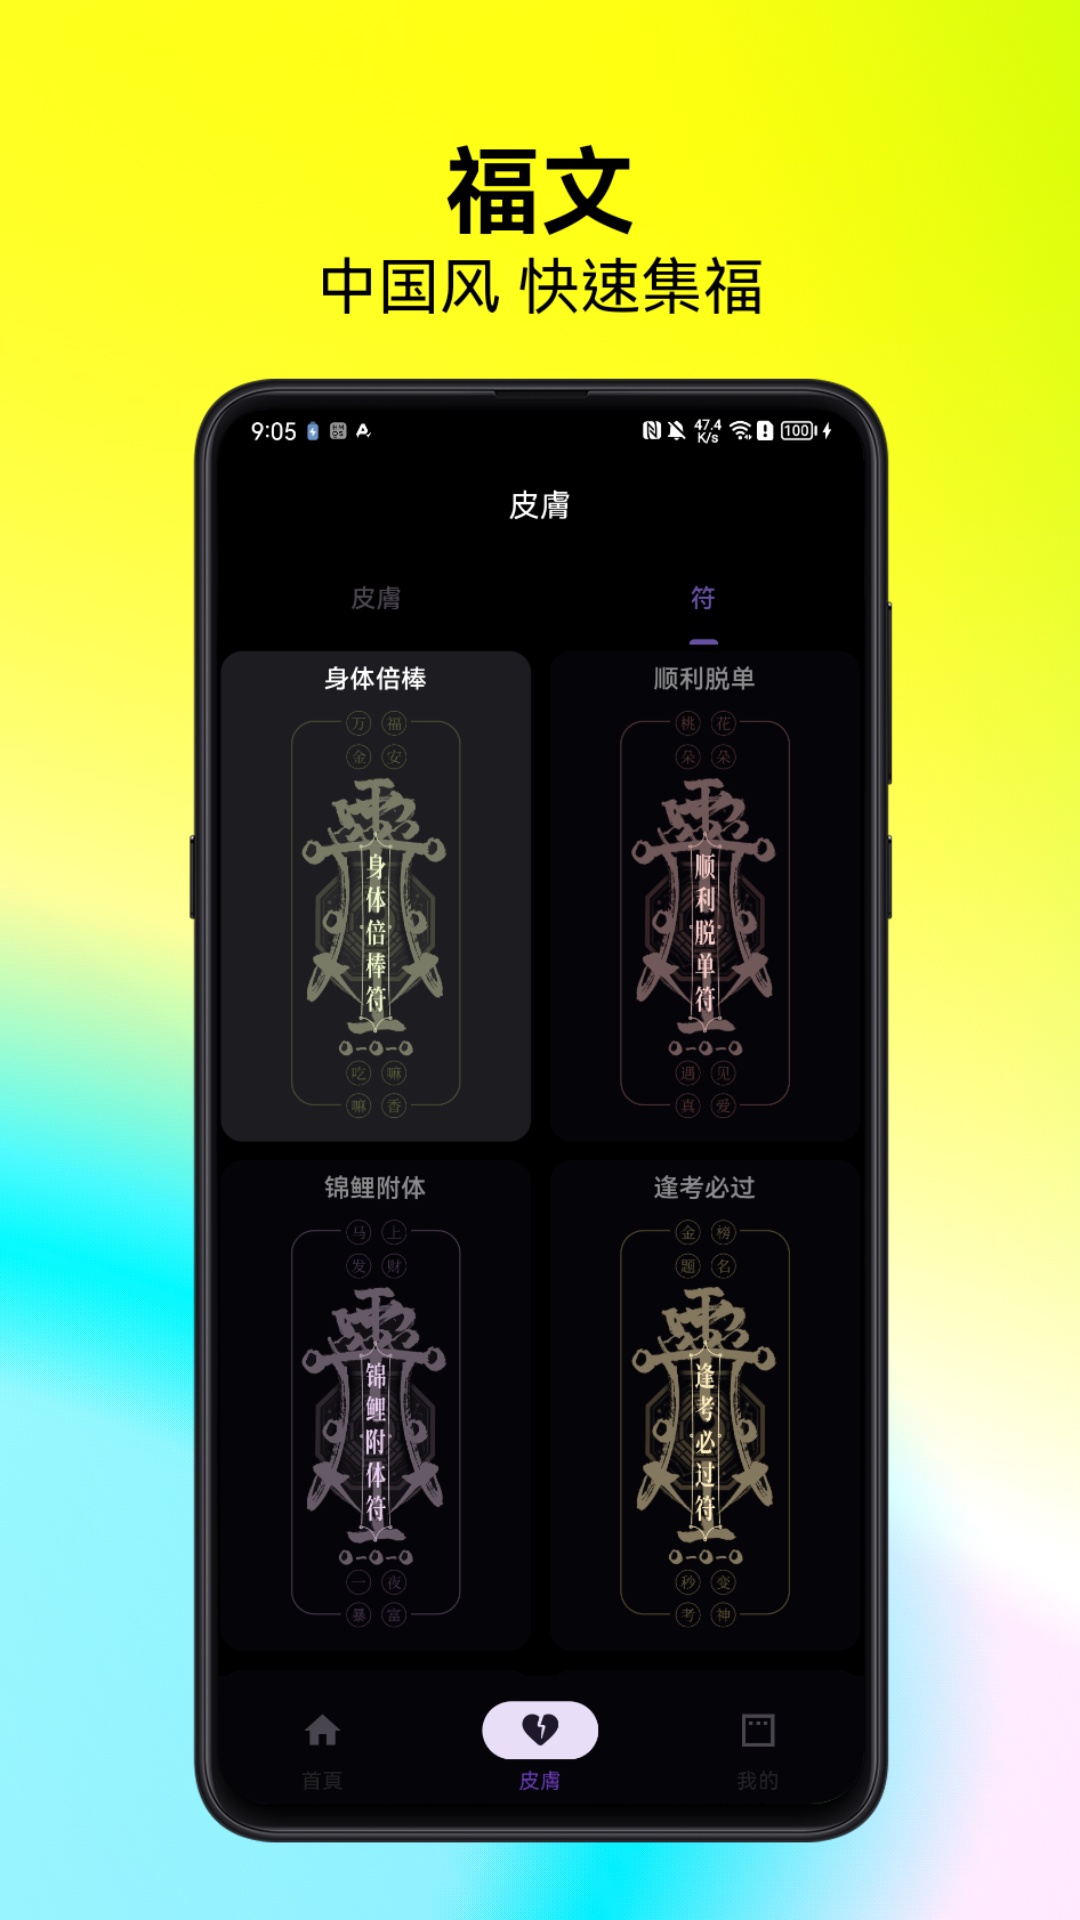 福文
中国风 快速集福
9:05
47.4
K/s
100
皮膚
皮膚 符
身体倍棒
万 福
金 安
身体倍棒符
吃 嘛
嘛 香
顺利脱单
桃 花
朵 朵
顺利脱单符
遇 见
真 爱
锦鲤附体
马 上
发 财
锦鲤附体符
一 夜
暴 富
逢考必过
金 榜
题 名
逢考必过符
秒 变
考 神
首頁 皮膚 我的